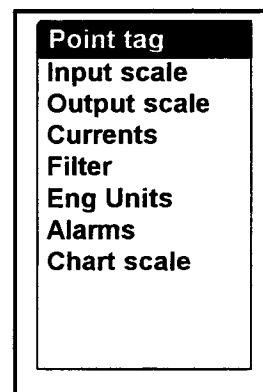 Point tag
Input scale
Output scale
Currents
Filter
Eng Units
Alarms
Chart scale